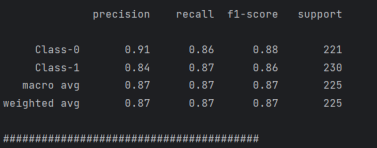 precision recall f1-score support
Class-0 0.91 0.86 0.88 221
Class-1 0.84 0.87 0.86 230
macro avg 0.87 0.87 0.87 225
weighted avg 0.87 0.87 0.87 225
########################################